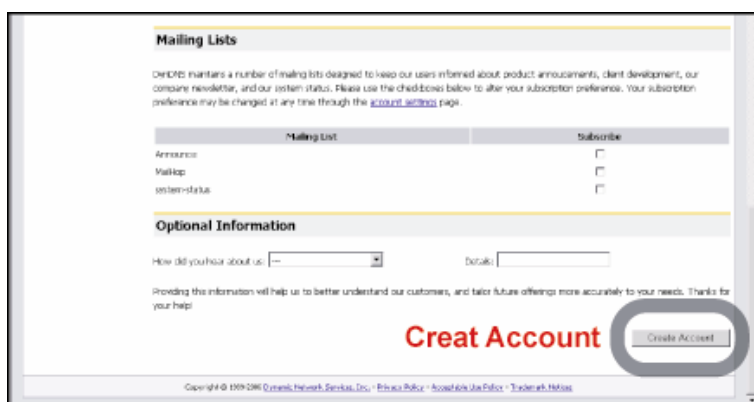 Mailing Lists
DynDNS maintains a number of mailing lists designed to keep our users informed about product annoucements, client development, our
company newsletter, and our system status. Please use the checkboxes below to alter your subscription preference. Your subscription
preference may be changed at any time through the account settings page.
Mailing List Subscribe
Announce
MailHop
system-status
Optional Information
How did you hear about us: --- Details:
Providing this information will help us to better understand our customers, and tailor future offerings more accurately to your needs. Thanks for
your help!
Creat Account Create Account
Copyright © 1999-2006 Dynamic Network Services, Inc. - Privacy Policy - Acceptable Use Policy - Trademark Notices